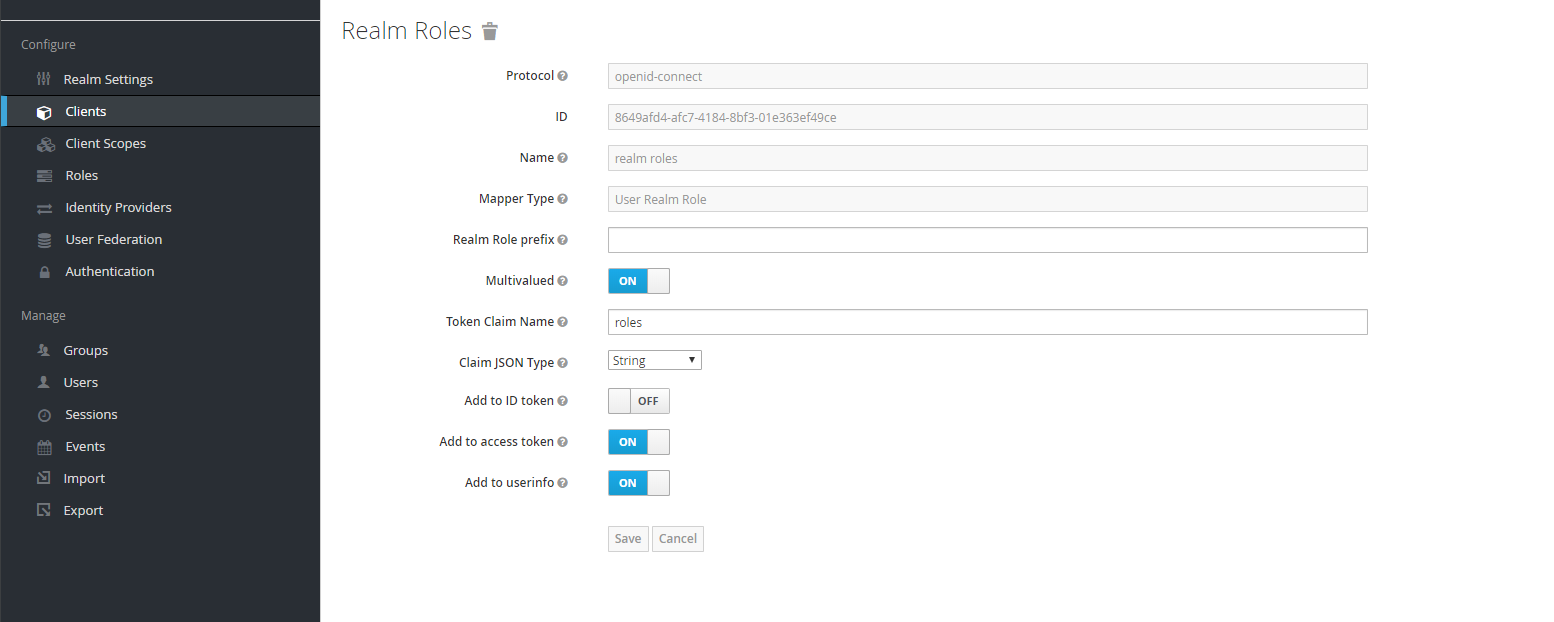 Configure
Realm Settings
Clients
Client Scopes
Roles
Identity Providers
User Federation
Authentication
Manage
Groups
Users
Sessions
Events
Import
Export
Realm Roles
Protocol openid-connect
ID 8649afd4-afc7-4184-8bf3-01e363ef49ce
Name realm roles
Mapper Type User Realm Role
Realm Role prefix
Multivalued ON
Token Claim Name roles
Claim JSON Type String
Add to ID token OFF
Add to access token ON
Add to userinfo ON
Save Cancel